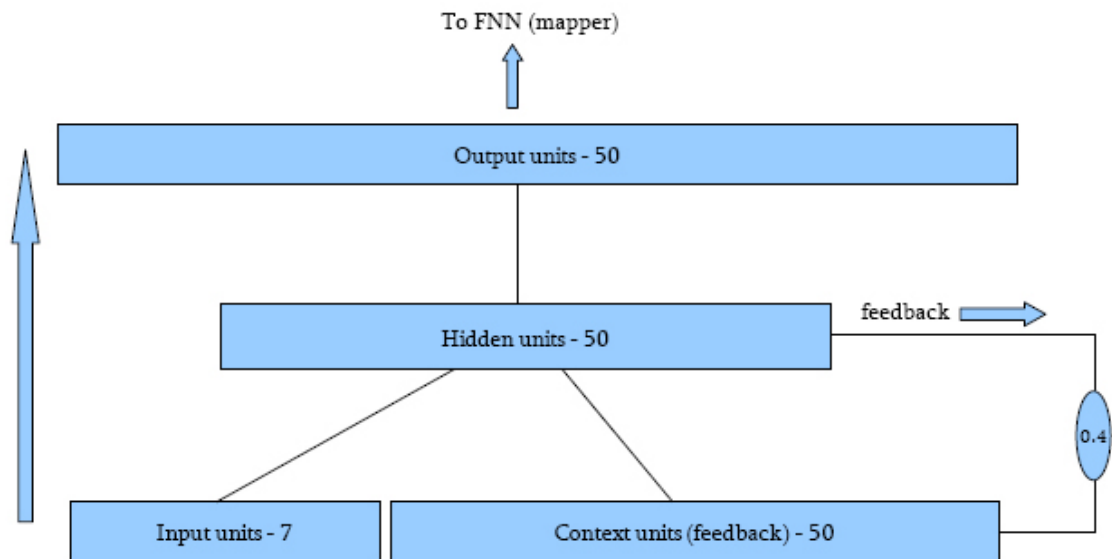 To FNN (mapper)
Output units - 50
feedback
Hidden units - 50
0.4
Input units - 7
Context units (feedback) - 50